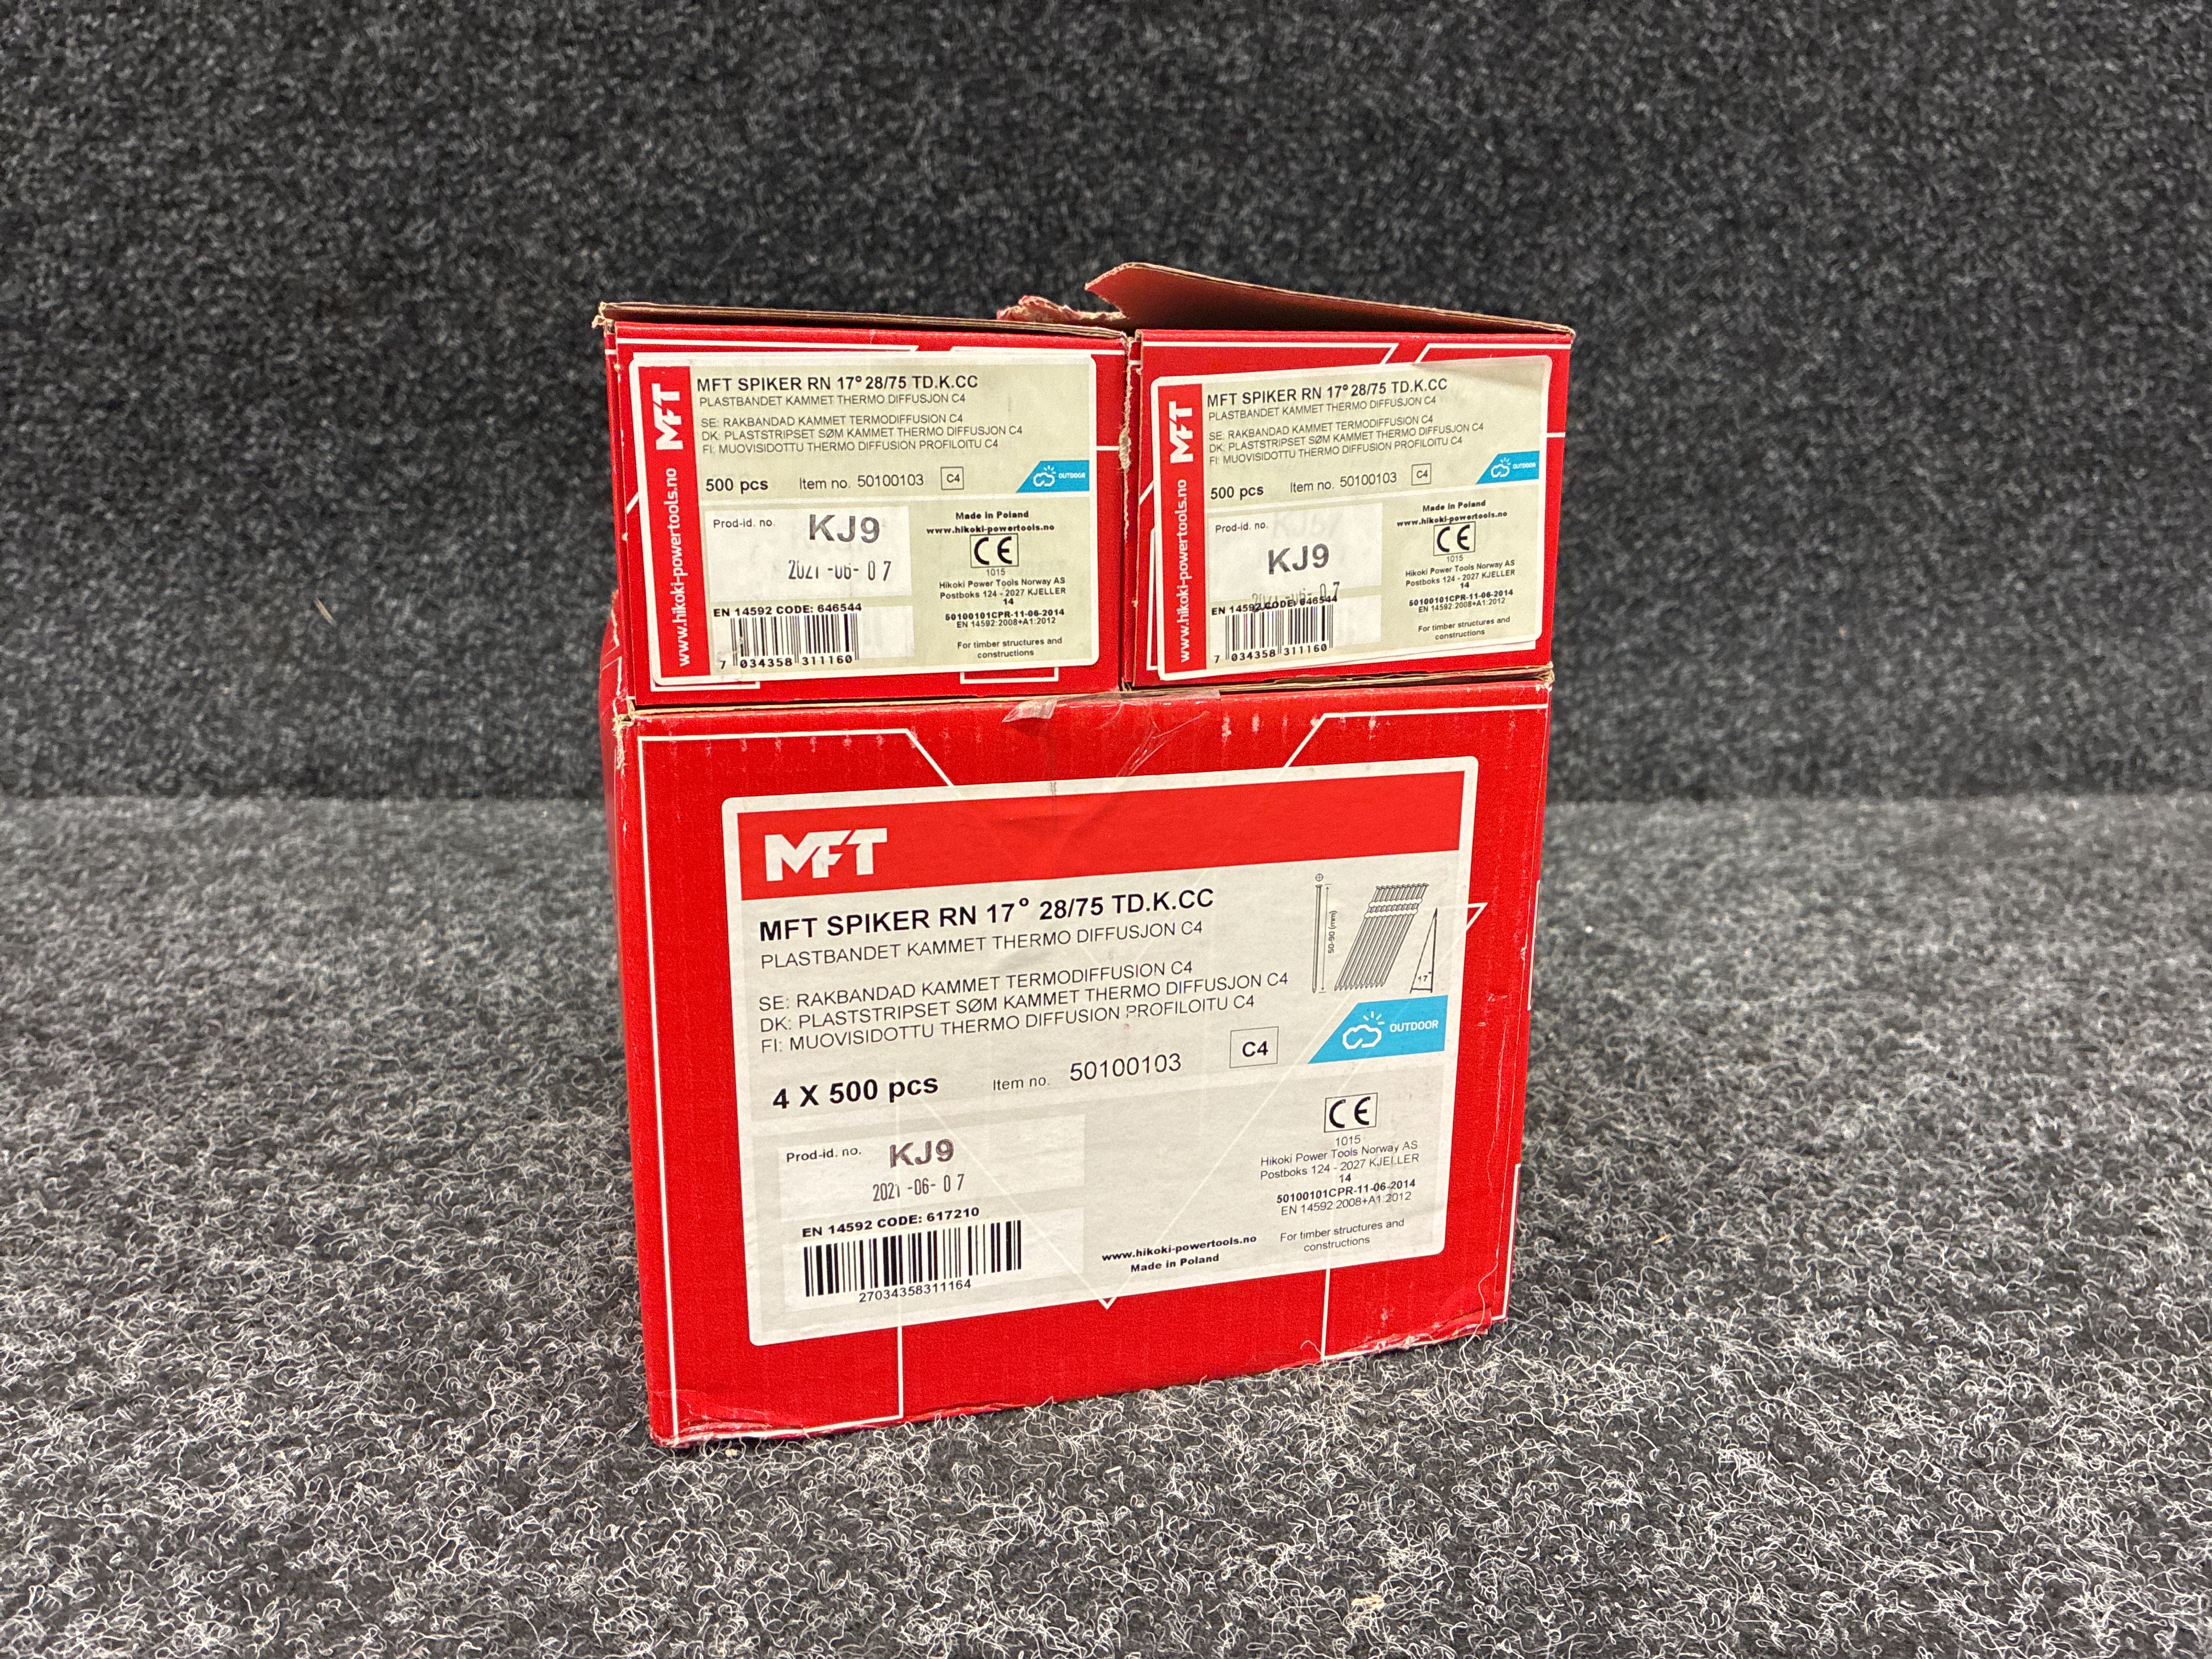 MFT
www.hikoki-powertools.no
MFT SPIKER RN 17° 28/75 TD.K.CC
PLASTBANDET KAMMET THERMO DIFFUSJON C4
SE: RAKBANDAD KAMMET TERMODIFFUSION C4
DK: PLASTSTRIPSET SØM KAMMET THERMO DIFFUSJON C4
FI: MUOVISIDOTTU THERMO DIFFUSION PROFILOITU C4
500 pcs Item no. 50100103 C4 OUTDOOR
Prod-id. no. KJ9
2021 -06- 07
EN 14592 CODE: 646544
7 034358 311160
Made in Poland
www.hikoki-powertools.no
CE
1015
Hikoki Power Tools Norway AS
Postboks 124 - 2027 KJELLER
14
50100101CPR-11-06-2014
EN 14592:2008+A1:2012
For timber structures and
constructions
MFT
www.hikoki-powertools.no
MFT SPIKER RN 17° 28/75 TD.K.CC
PLASTBANDET KAMMET THERMO DIFFUSJON C4
SE: RAKBANDAD KAMMET TERMODIFFUSION C4
DK: PLASTSTRIPSET SØM KAMMET THERMO DIFFUSJON C4
FI: MUOVISIDOTTU THERMO DIFFUSION PROFILOITU C4
500 pcs Item no. 50100103 C4 OUTDOOR
Prod-id. no.
KJ9
EN 14592 CODE: 646544
7 034358 311160
Made in Poland
www.hikoki-powertools.no
CE
1015
Hikoki Power Tools Norway AS
Postboks 124 - 2027 KJELLER
14
50100101CPR-11-06-2014
EN 14592:2008+A1:2012
For timber structures and
constructions
MFT
MFT SPIKER RN 17° 28/75 TD.K.CC
PLASTBANDET KAMMET THERMO DIFFUSJON C4
SE: RAKBANDAD KAMMET TERMODIFFUSION C4
DK: PLASTSTRIPSET SØM KAMMET THERMO DIFFUSJON C4
FI: MUOVISIDOTTU THERMO DIFFUSION PROFILOITU C4
50-90 (mm)
17°
4 X 500 pcs Item no. 50100103 C4 OUTDOOR
Prod-id. no. KJ9
2021 -06- 07
EN 14592 CODE: 617210
27034358311164
CE
1015
Hikoki Power Tools Norway AS
Postboks 124 - 2027 KJELLER
14
50100101CPR-11-06-2014
EN 14592:2008+A1:2012
For timber structures and
constructions
www.hikoki-powertools.no
Made in Poland